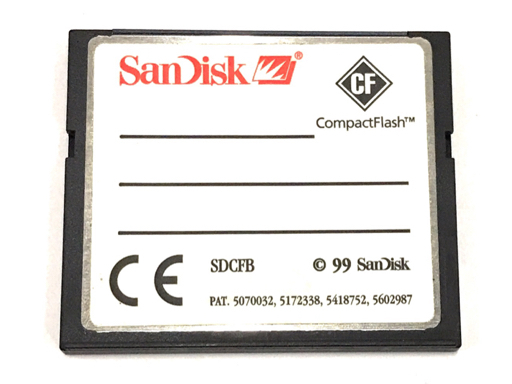 SanDisk ®
CF
CompactFlash™
CE
SDCFB © 99 SanDisk
PAT. 5070032, 5172338, 5418752, 5602987